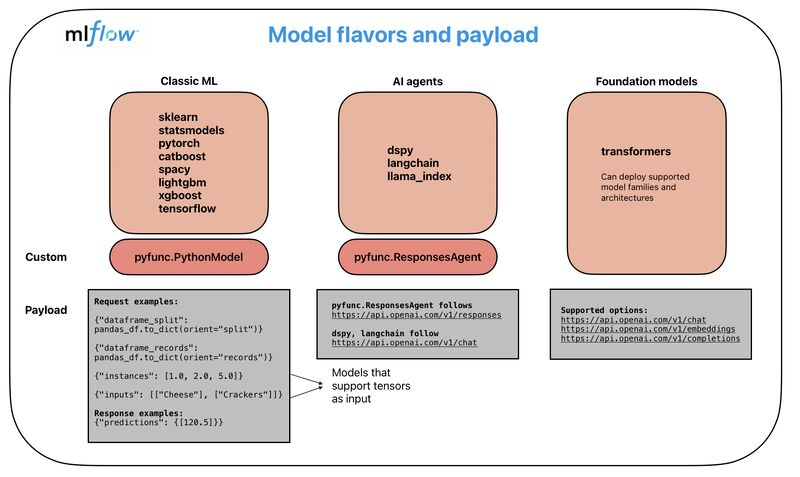 mlflow™
Model flavors and payload
Classic ML
sklearn
statsmodels
pytorch
catboost
spacy
lightgbm
xgboost
tensorflow
AI agents
dspy
langchain
llama_index
Foundation models
transformers
Can deploy supported
model families and
architectures
Custom
pyfunc.PythonModel
pyfunc.ResponsesAgent
Payload
Request examples:
{"dataframe_split":
pandas_df.to_dict(orient="split")}
{"dataframe_records":
pandas_df.to_dict(orient="records")}
{"instances": [1.0, 2.0, 5.0]}
{"inputs": [["Cheese"], ["Crackers"]]}
Response examples:
{"predictions": {[120.5]}}
pyfunc.ResponsesAgent follows
https://api.openai.com/v1/responses
dspy, langchain follow
https://api.openai.com/v1/chat
Models that
support tensors
as input
Supported options:
https://api.openai.com/v1/chat
https://api.openai.com/v1/embeddings
https://api.openai.com/v1/completions